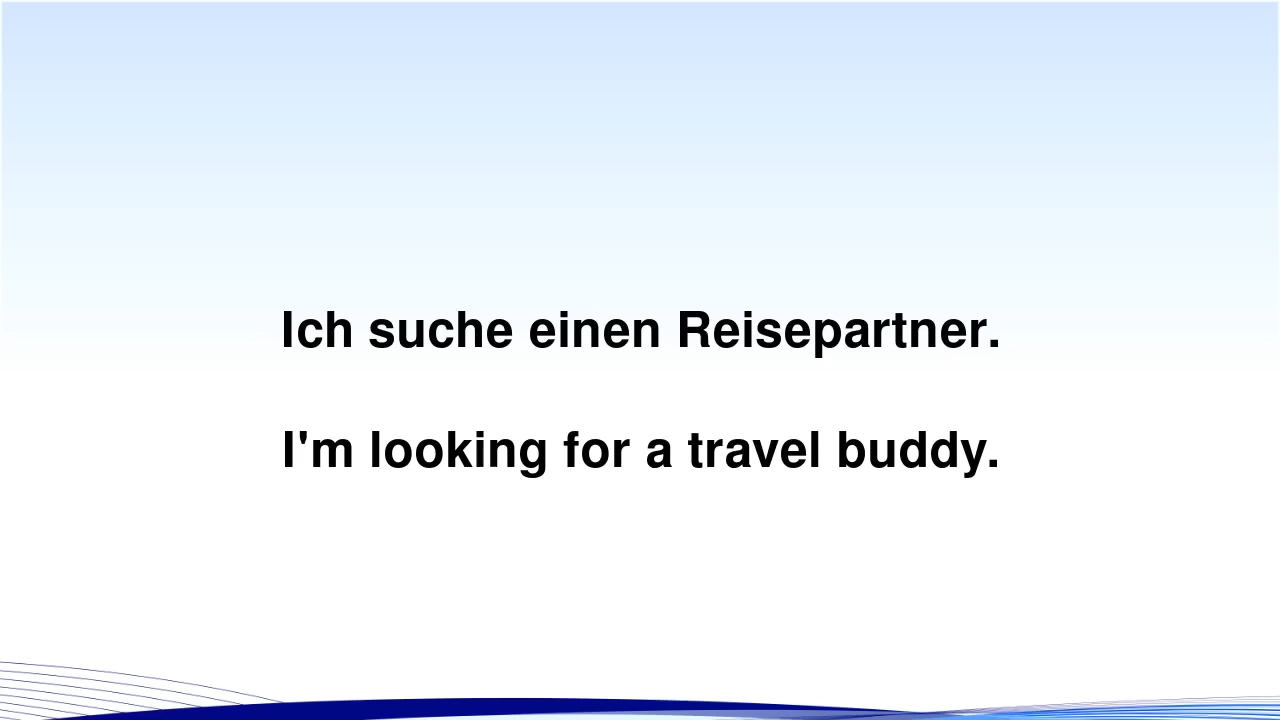 Ich suche einen Reisepartner.
I'm looking for a travel buddy.